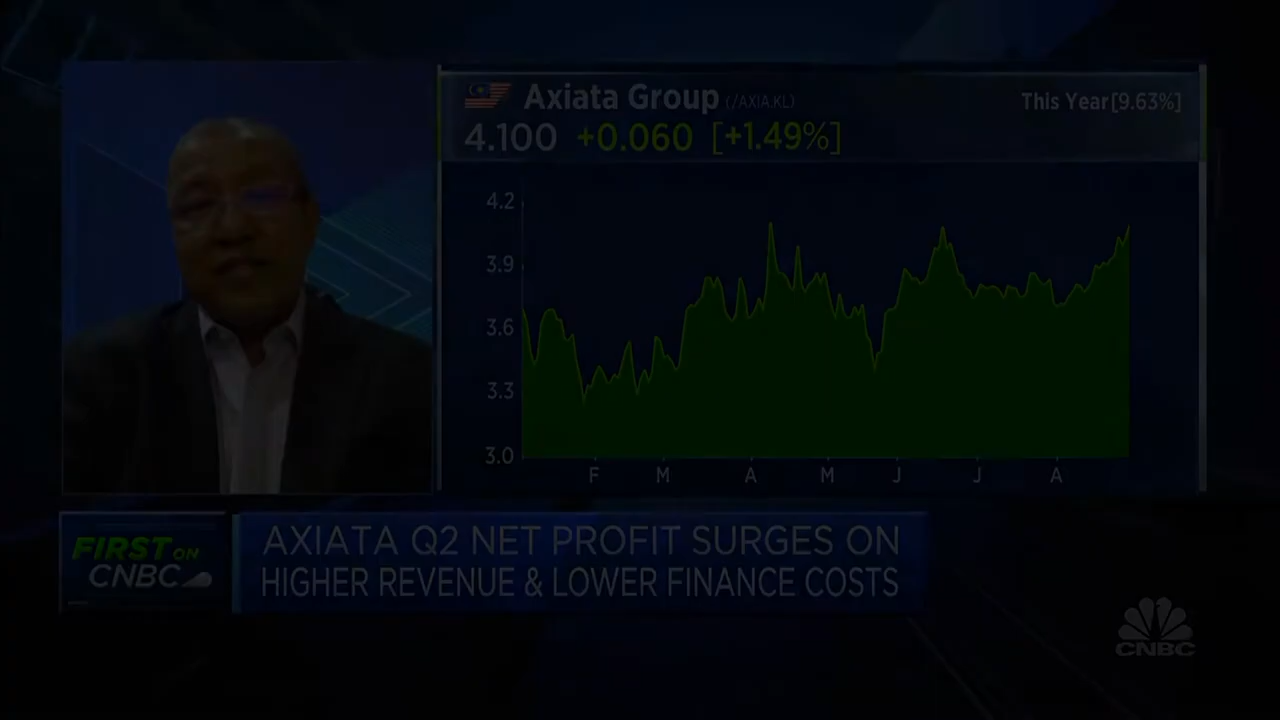 Axiata Group (/AXIA.KL)
This Year[9.63%]
4.100 +0.060 [+1.49%]
4.2
3.9
3.6
3.3
3.0
F M A M J J A
FIRST ON
CNBC
AXIATA Q2 NET PROFIT SURGES ON
HIGHER REVENUE & LOWER FINANCE COSTS
CNBC